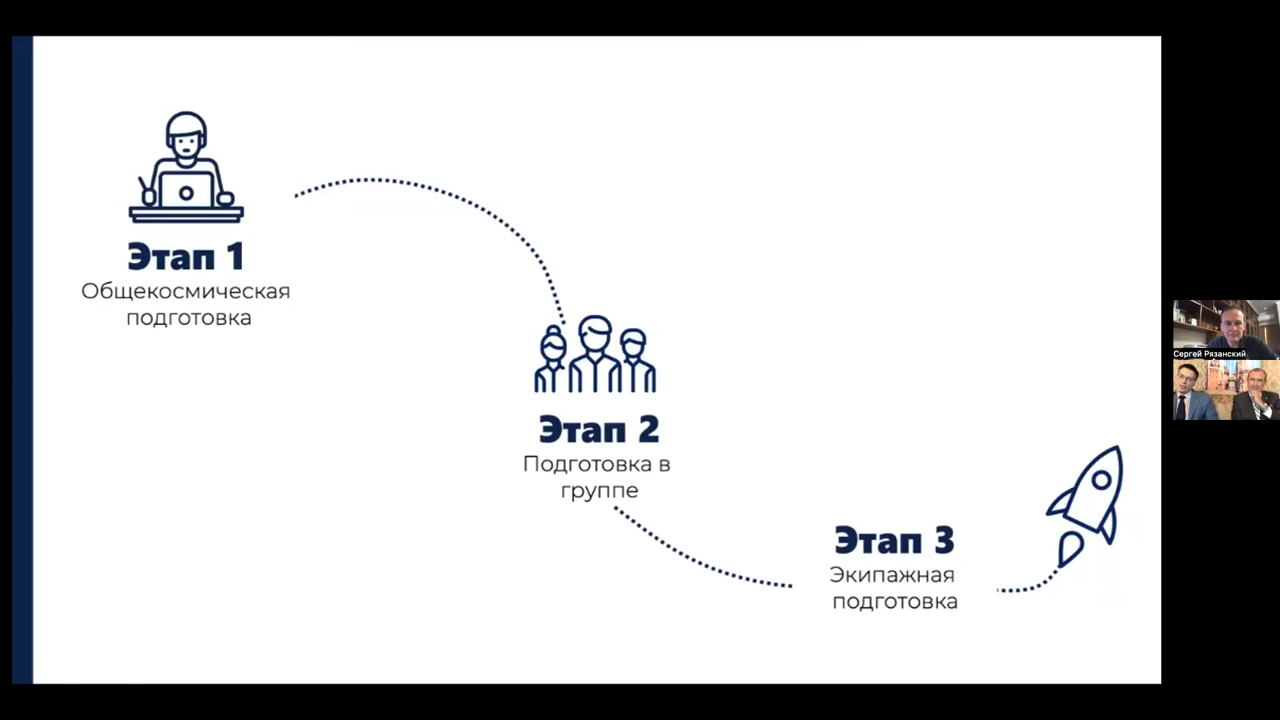 Этап 1
Общекосмическая
подготовка
Этап 2
Подготовка в
группе
Этап 3
Экипажная
подготовка
Сергей Рязанский